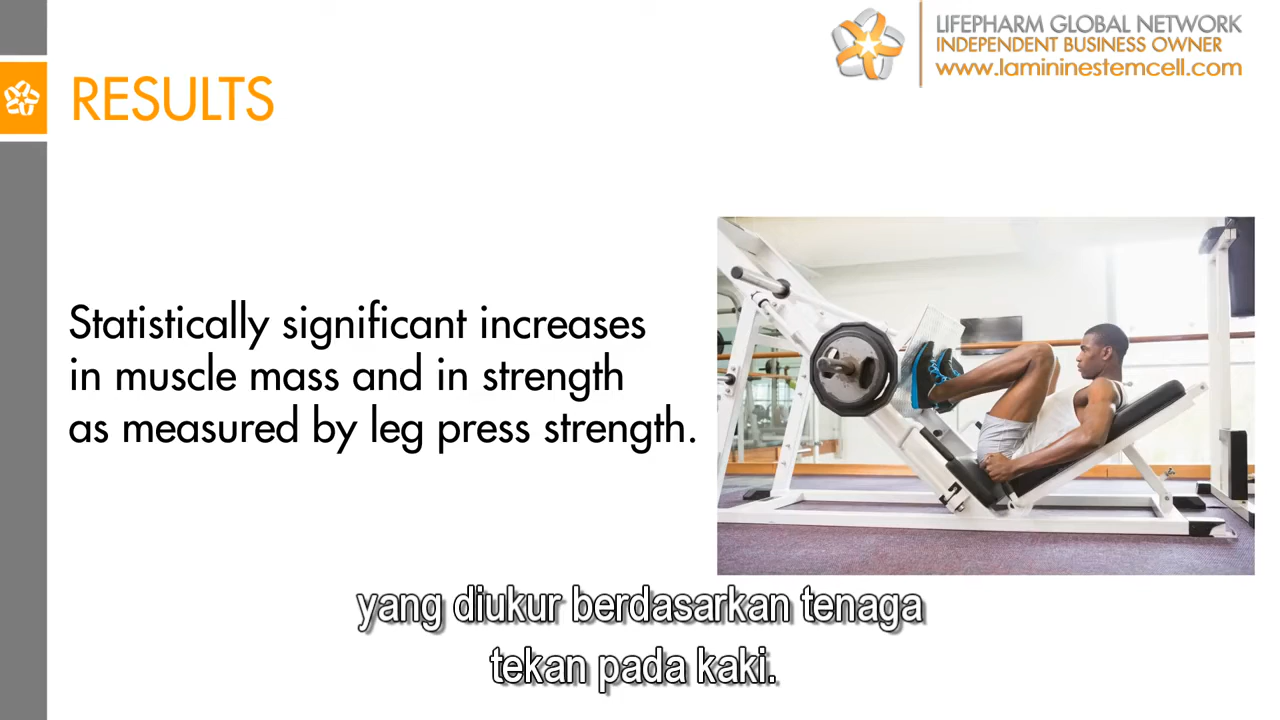 LIFEPHARM GLOBAL NETWORK
INDEPENDENT BUSINESS OWNER
www.lamininestemcell.com
RESULTS
Statistically significant increases
in muscle mass and in strength
as measured by leg press strength.
yang diukur berdasarkan tenaga
tekan pada kaki.